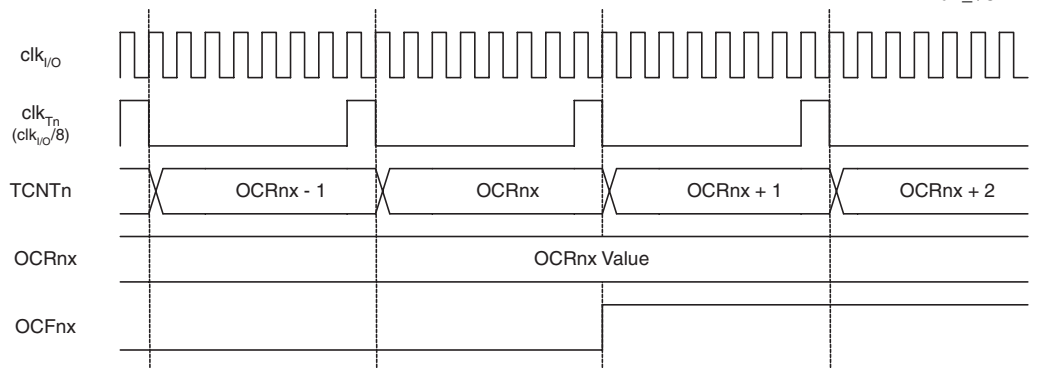 clkI/O
clkTn
(clkI/O/8)
TCNTn OCRnx - 1 OCRnx OCRnx + 1 OCRnx + 2
OCRnx OCRnx Value
OCFnx